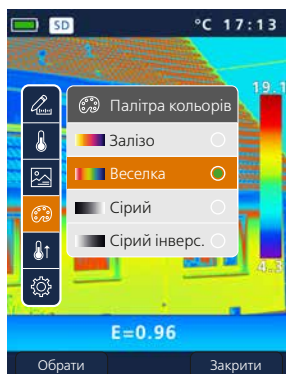 SD °C 17:13
19.1
Палітра кольорів
Залізо
Веселка
Сірий
Сірий інверс.
4.3
E=0.96
Обрати Закрити